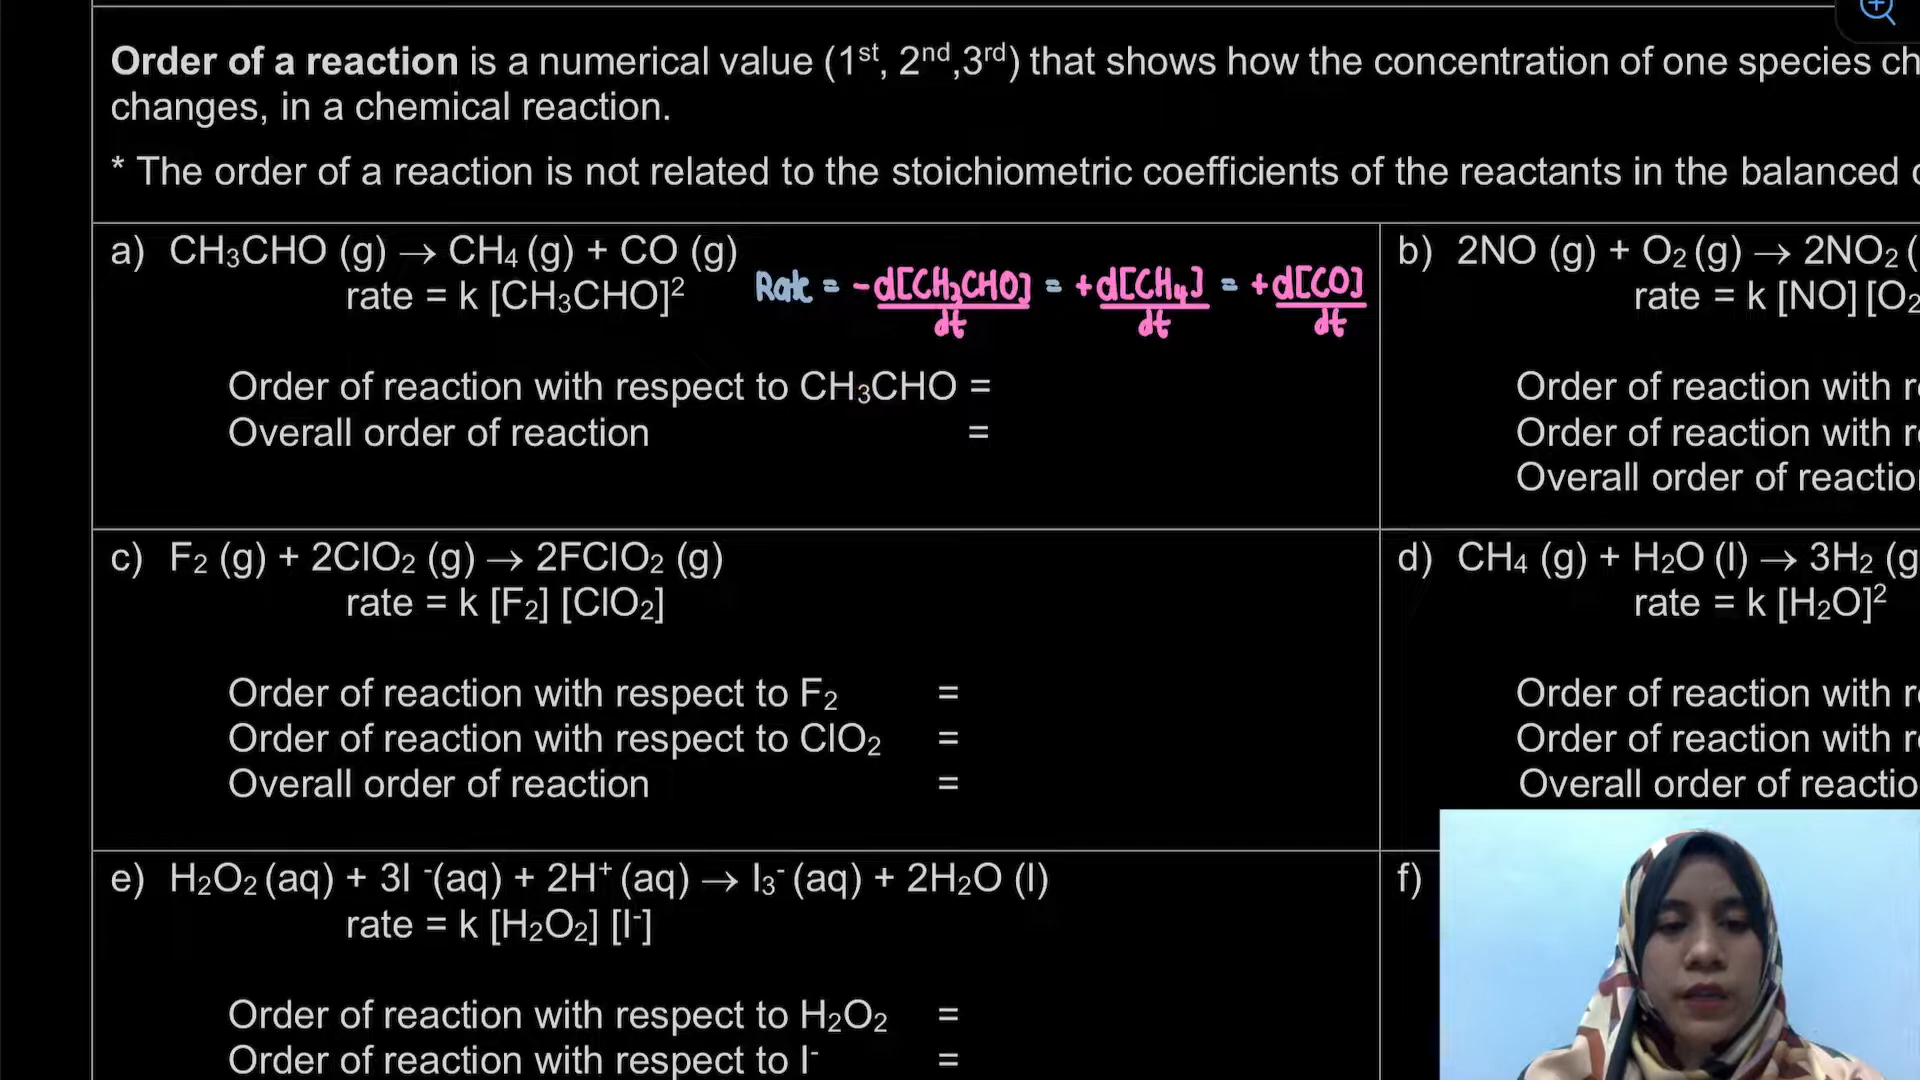 Order of a reaction is a numerical value (1st, 2nd,3rd) that shows how the concentration of one species ch
changes, in a chemical reaction.
* The order of a reaction is not related to the stoichiometric coefficients of the reactants in the balanced
a) CH3CHO (g) → CH4 (g) + CO (g)
rate = k [CH3CHO]²
Rate = -d[CH3CHO]/dt = +d[CH4]/dt = +d[CO]/dt
Order of reaction with respect to CH3CHO =
Overall order of reaction =
b) 2NO (g) + O2 (g) → 2NO2 (
rate = k [NO] [O2
Order of reaction with r
Order of reaction with r
Overall order of reactio
c) F2 (g) + 2ClO2 (g) → 2FClO2 (g)
rate = k [F2] [ClO2]
Order of reaction with respect to F2 =
Order of reaction with respect to ClO2 =
Overall order of reaction =
d) CH4 (g) + H2O (l) → 3H2 (g
rate = k [H2O]²
Order of reaction with r
Order of reaction with r
Overall order of reactio
e) H2O2 (aq) + 3I⁻ (aq) + 2H⁺ (aq) → I3⁻ (aq) + 2H2O (l)
rate = k [H2O2] [I⁻]
Order of reaction with respect to H2O2 =
Order of reaction with respect to I⁻ =
f)